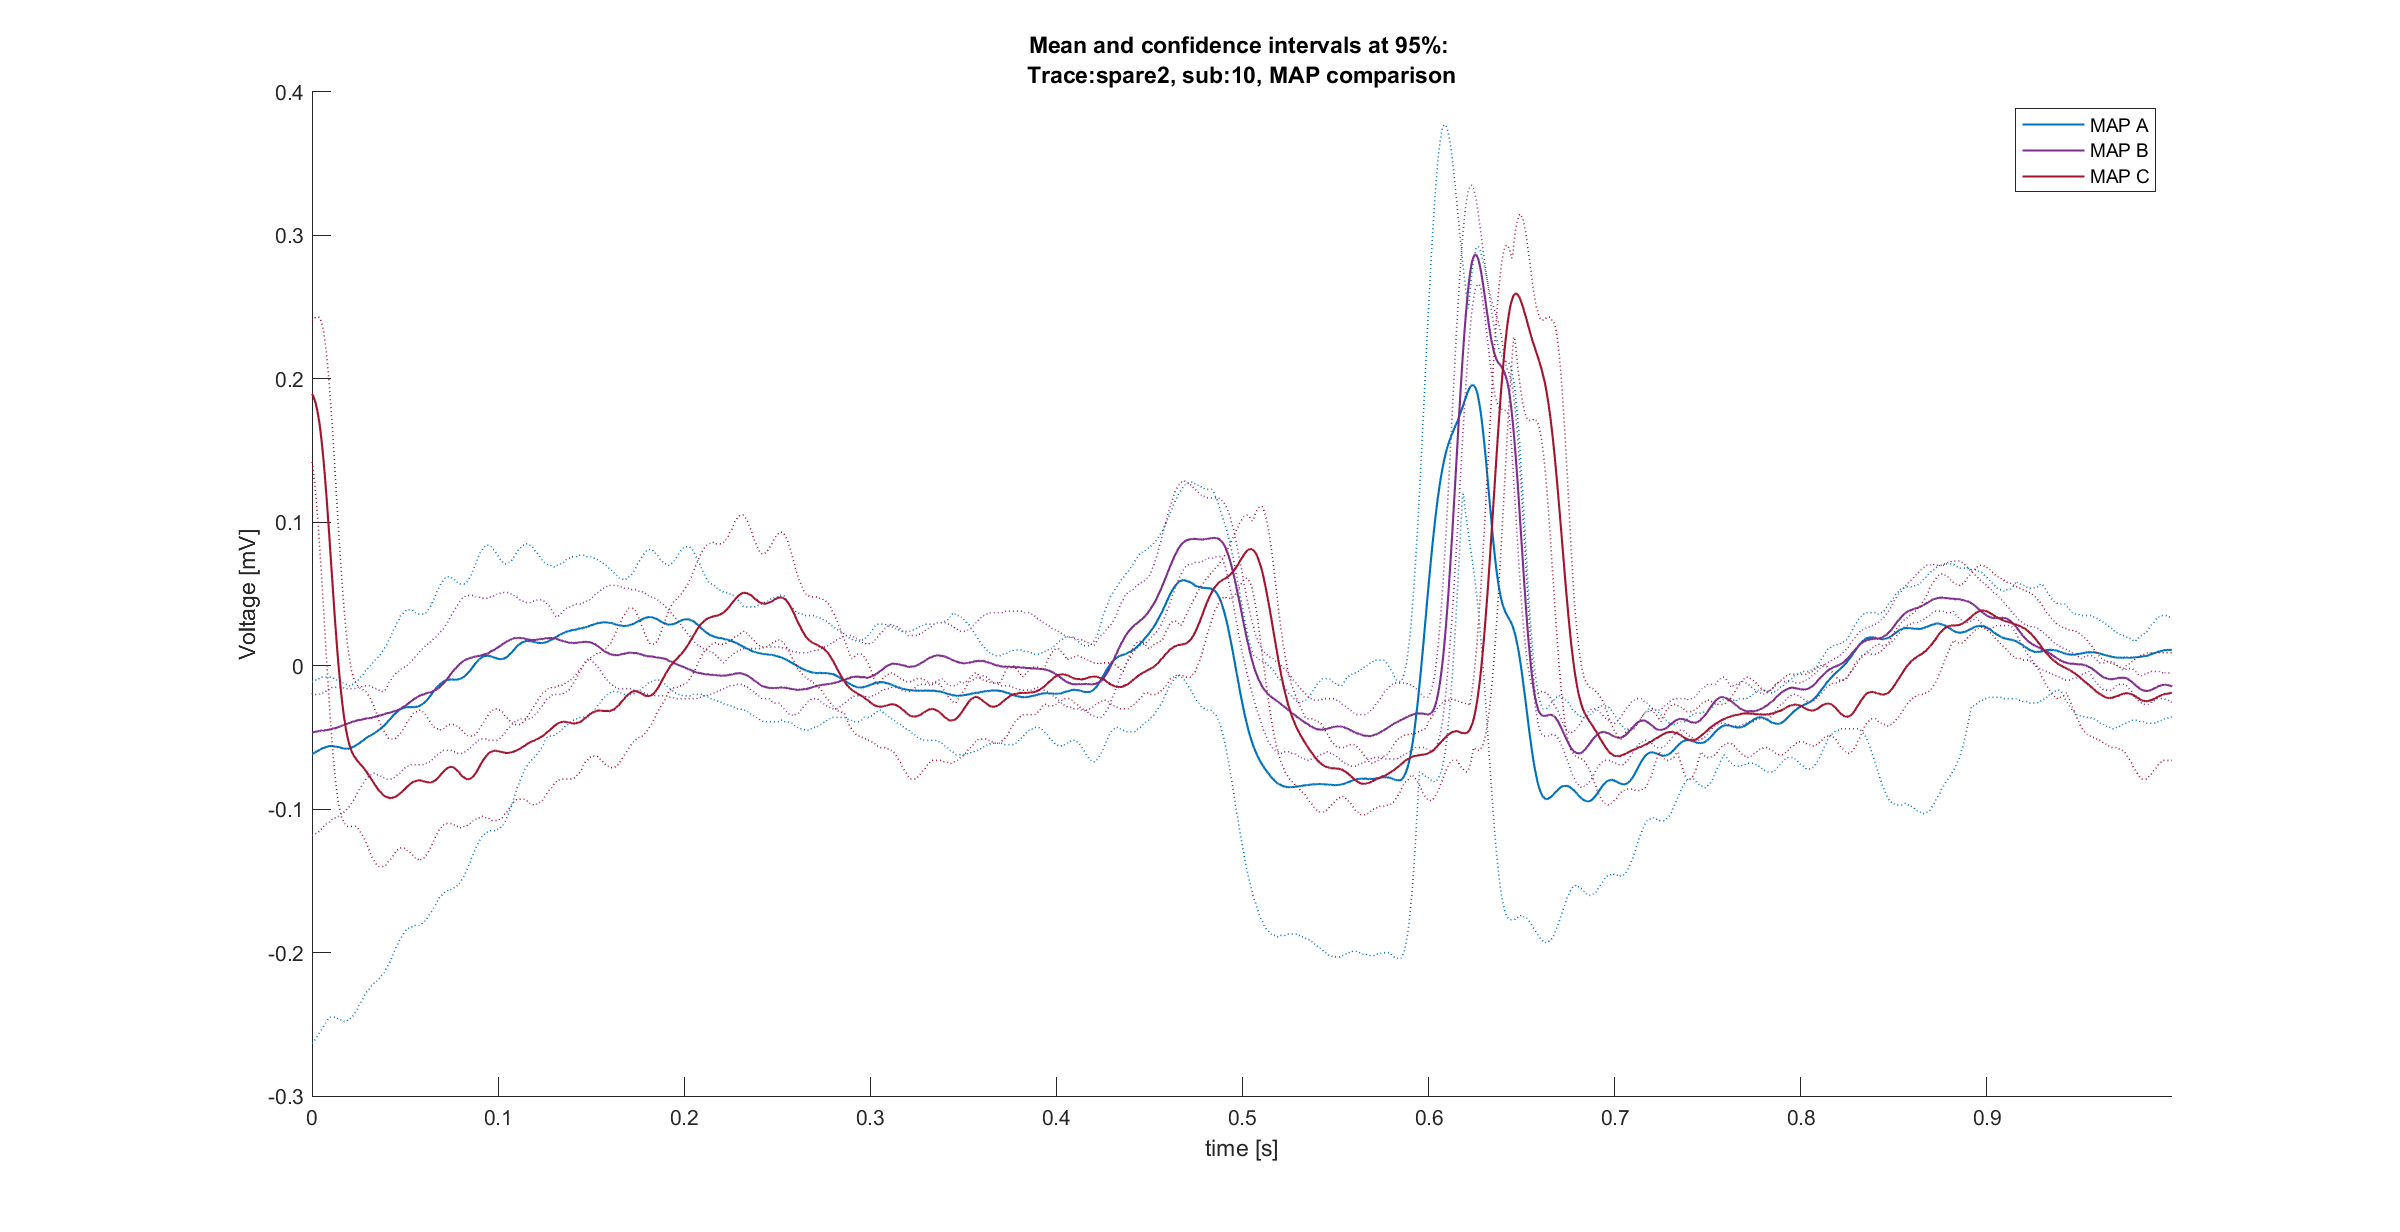 Mean and confidence intervals at 95%:
Trace:spare2, sub:10, MAP comparison
MAP A
MAP B
MAP C
Voltage [mV]
0.4
0.3
0.2
0.1
0
-0.1
-0.2
-0.3
0 0.1 0.2 0.3 0.4 0.5 0.6 0.7 0.8 0.9
time [s]